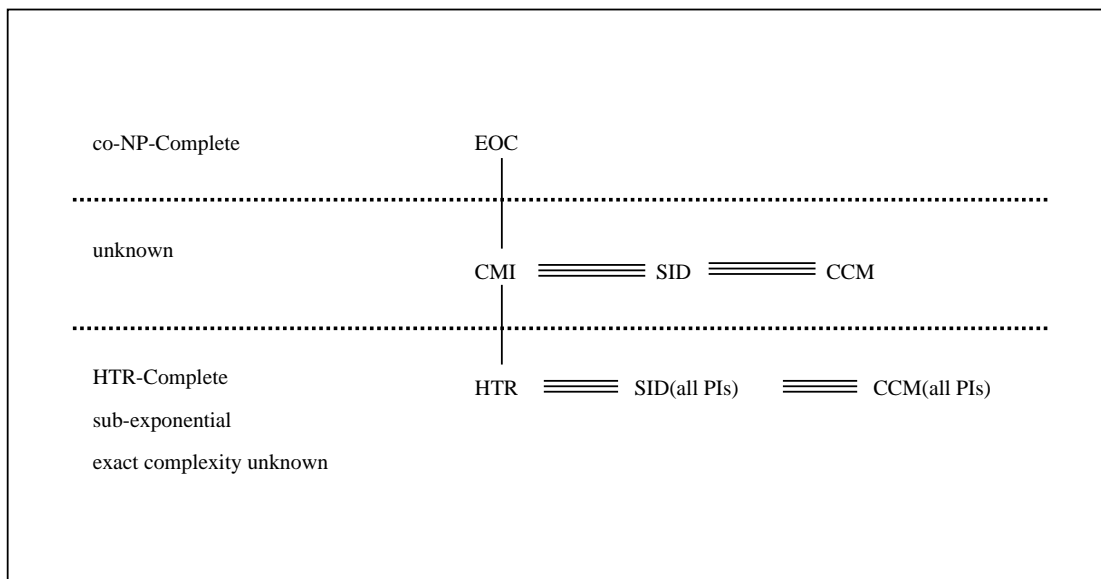 co-NP-Complete EOC
unknown
CMI SID CCM
HTR-Complete
HTR SID(all PIs) CCM(all PIs)
sub-exponential
exact complexity unknown